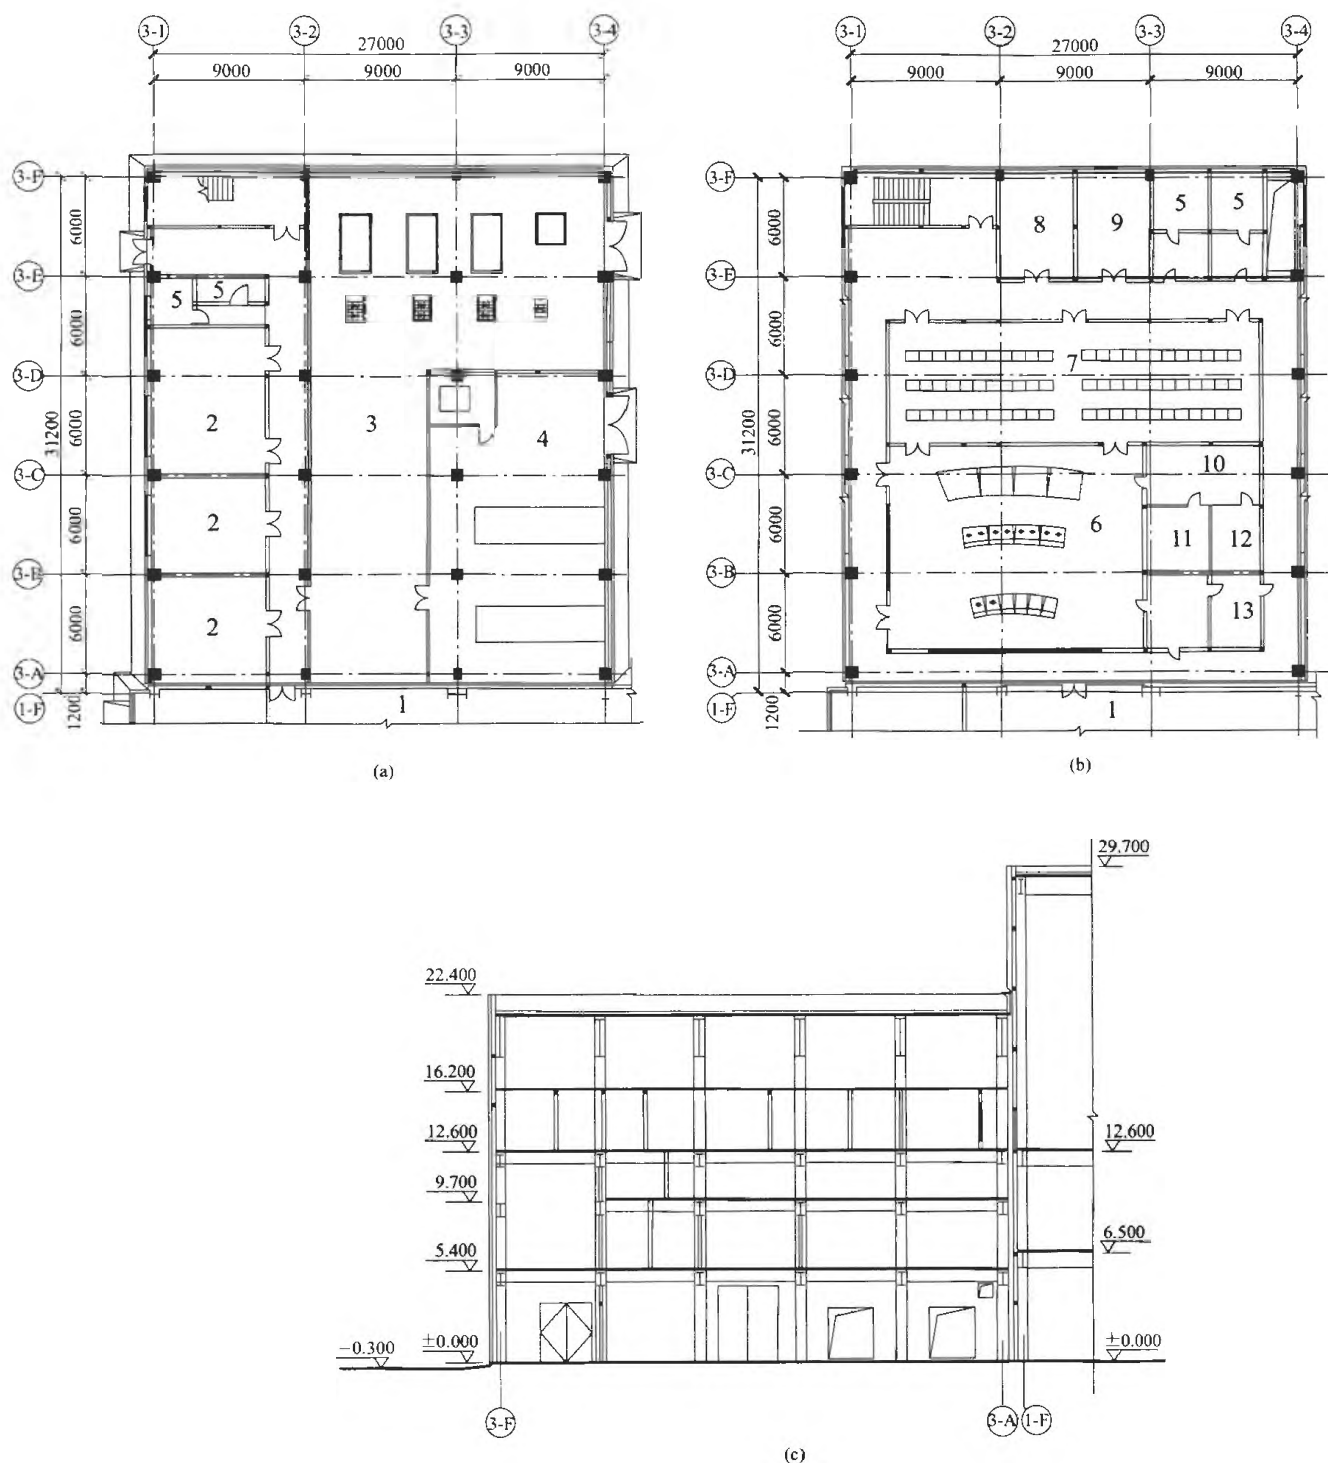 3-1 3-2 3-3 3-4
27000
9000 9000 9000
3-F
6000
3-E
5 5
6000
3-D
31200
2 3 4
6000
3-C
2
6000
3-B
2
6000
3-A
1-F
1200
1
(a)
3-1 3-2 3-3 3-4
27000
9000 9000 9000
3-F
6000
8 9 5 5
3-E
6000
7
3-D
31200
6000
3-C
10
6
6000
11 12
3-B
6000
13
3-A
1-F
1200
1
(b)
29.700
22.400
16.200
12.600 12.600
9.700
6.500
5.400
-0.300 ±0.000 ±0.000
3-F 3-A 1-F
(c)